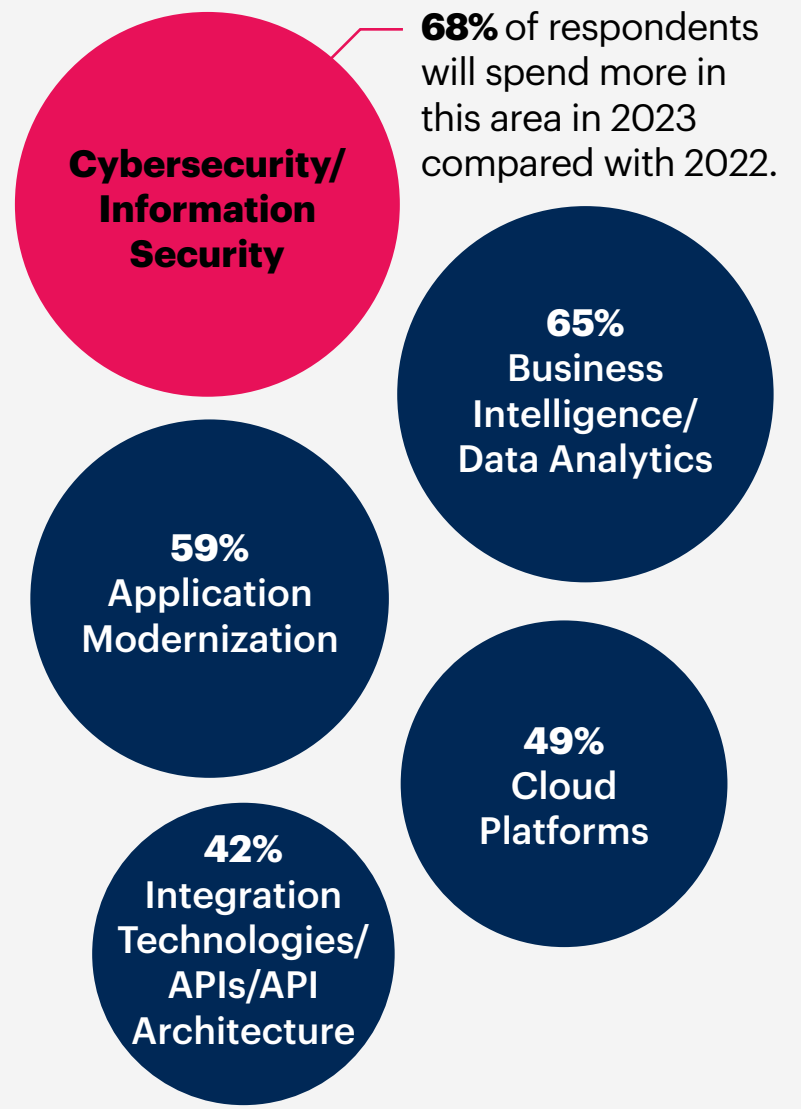 68% of respondents
will spend more in
this area in 2023
compared with 2022.
Cybersecurity/
Information
Security
65%
Business
Intelligence/
Data Analytics
59%
Application
Modernization
49%
Cloud
Platforms
42%
Integration
Technologies/
APIs/API
Architecture